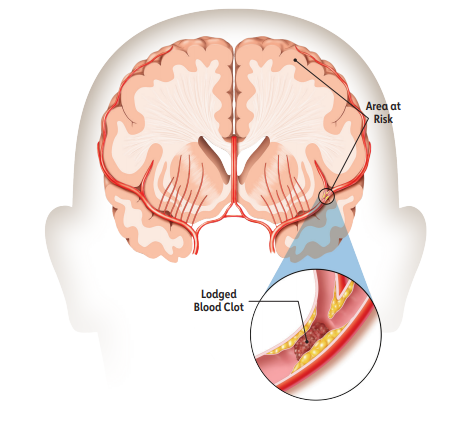 Area at
Risk
Lodged
Blood Clot